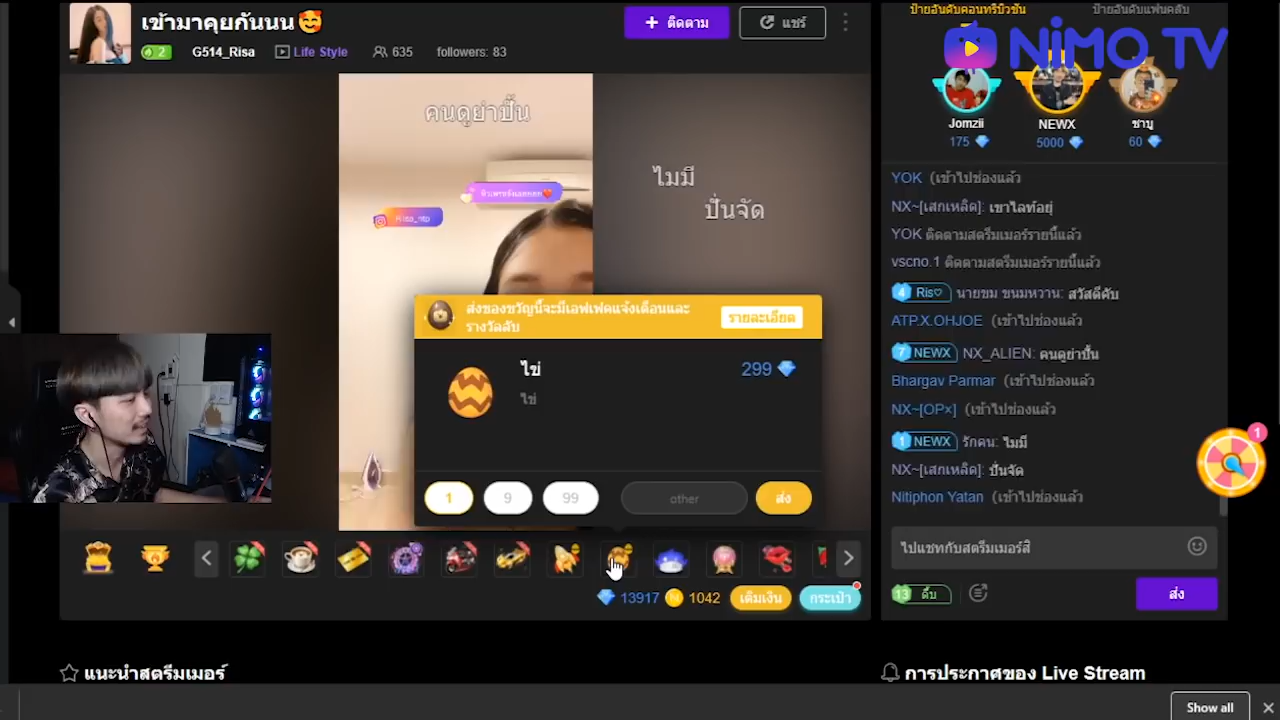 เข้ามาคุยกันนน
+ ติดตาม
แชร์
2
G514_Risa
Life Style
635
followers: 83
คนดูย่าปั้น
ไมมี
ปั่นจัด
ส่งของขวัญนี้จะมีเอฟเฟดแจ้งเตือนและ
รางวัลลับ
รายละเอียด
ไข่
299
ไข่
1
9
99
other
ส่ง
13917
1042
เติมเงิน
กระเป๋า
แนะนำสตรีมเมอร์
ป้ายอันดับคอนทริบิวชัน
ป้ายอันดับแฟนคลับ
NIMO TV
Jomzii
NEWX
ชาบู
175
5000
60
YOK (เข้าไปช่องแล้ว
NX~[เสกเหลิด]: เขาไลท์อยุ่
YOK ติดตามสตรีมเมอร์รายนี้แล้ว
vscno.1 ติดตามสตรีมเมอร์รายนี้แล้ว
4 Ris♡ นายขม ขนมหวาน: สวัสดีคับ
ATP.X.OHJOE (เข้าไปช่องแล้ว
7 NEWX NX_ALIEN: คนดูย่าปั้น
Bhargav Parmar (เข้าไปช่องแล้ว
NX~[OP×] (เข้าไปช่องแล้ว
1 NEWX รักคน: ไมมี
NX~[เสกเหลิด]: ปั่นจัด
Nitiphon Yatan (เข้าไปช่องแล้ว
1
ไปแชทกับสตรีมเมอร์สิ
13 ดิ๊บ
ส่ง
การประกาศของ Live Stream
Show all